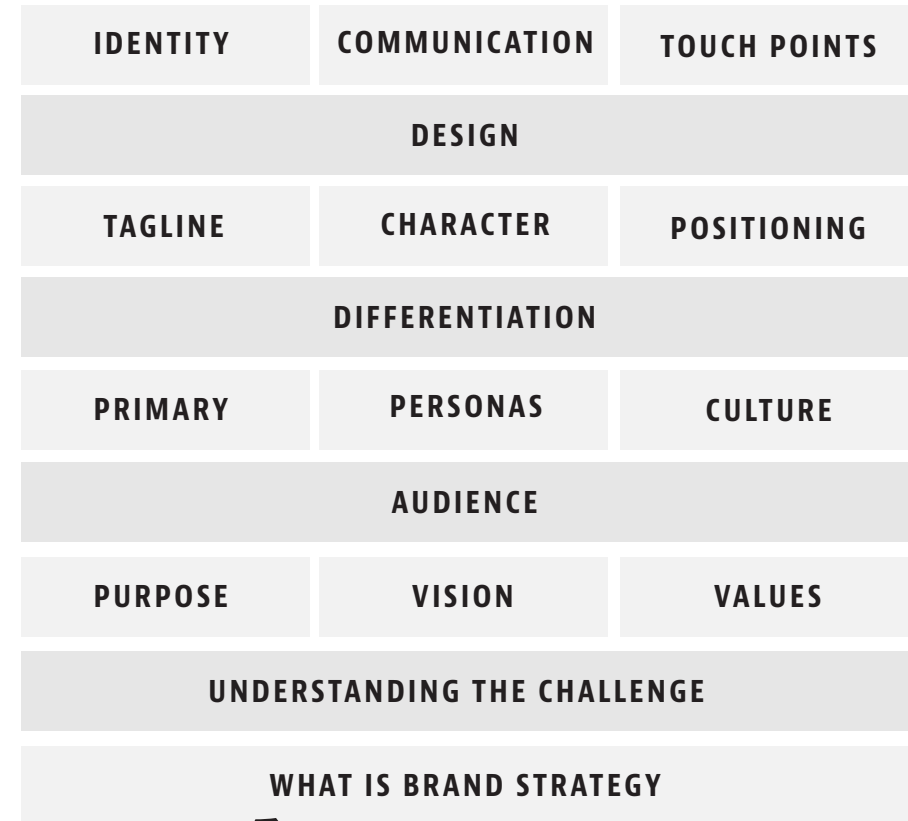 IDENTITY COMMUNICATION TOUCH POINTS
DESIGN
TAGLINE CHARACTER POSITIONING
DIFFERENTIATION
PRIMARY PERSONAS CULTURE
AUDIENCE
PURPOSE VISION VALUES
UNDERSTANDING THE CHALLENGE
WHAT IS BRAND STRATEGY